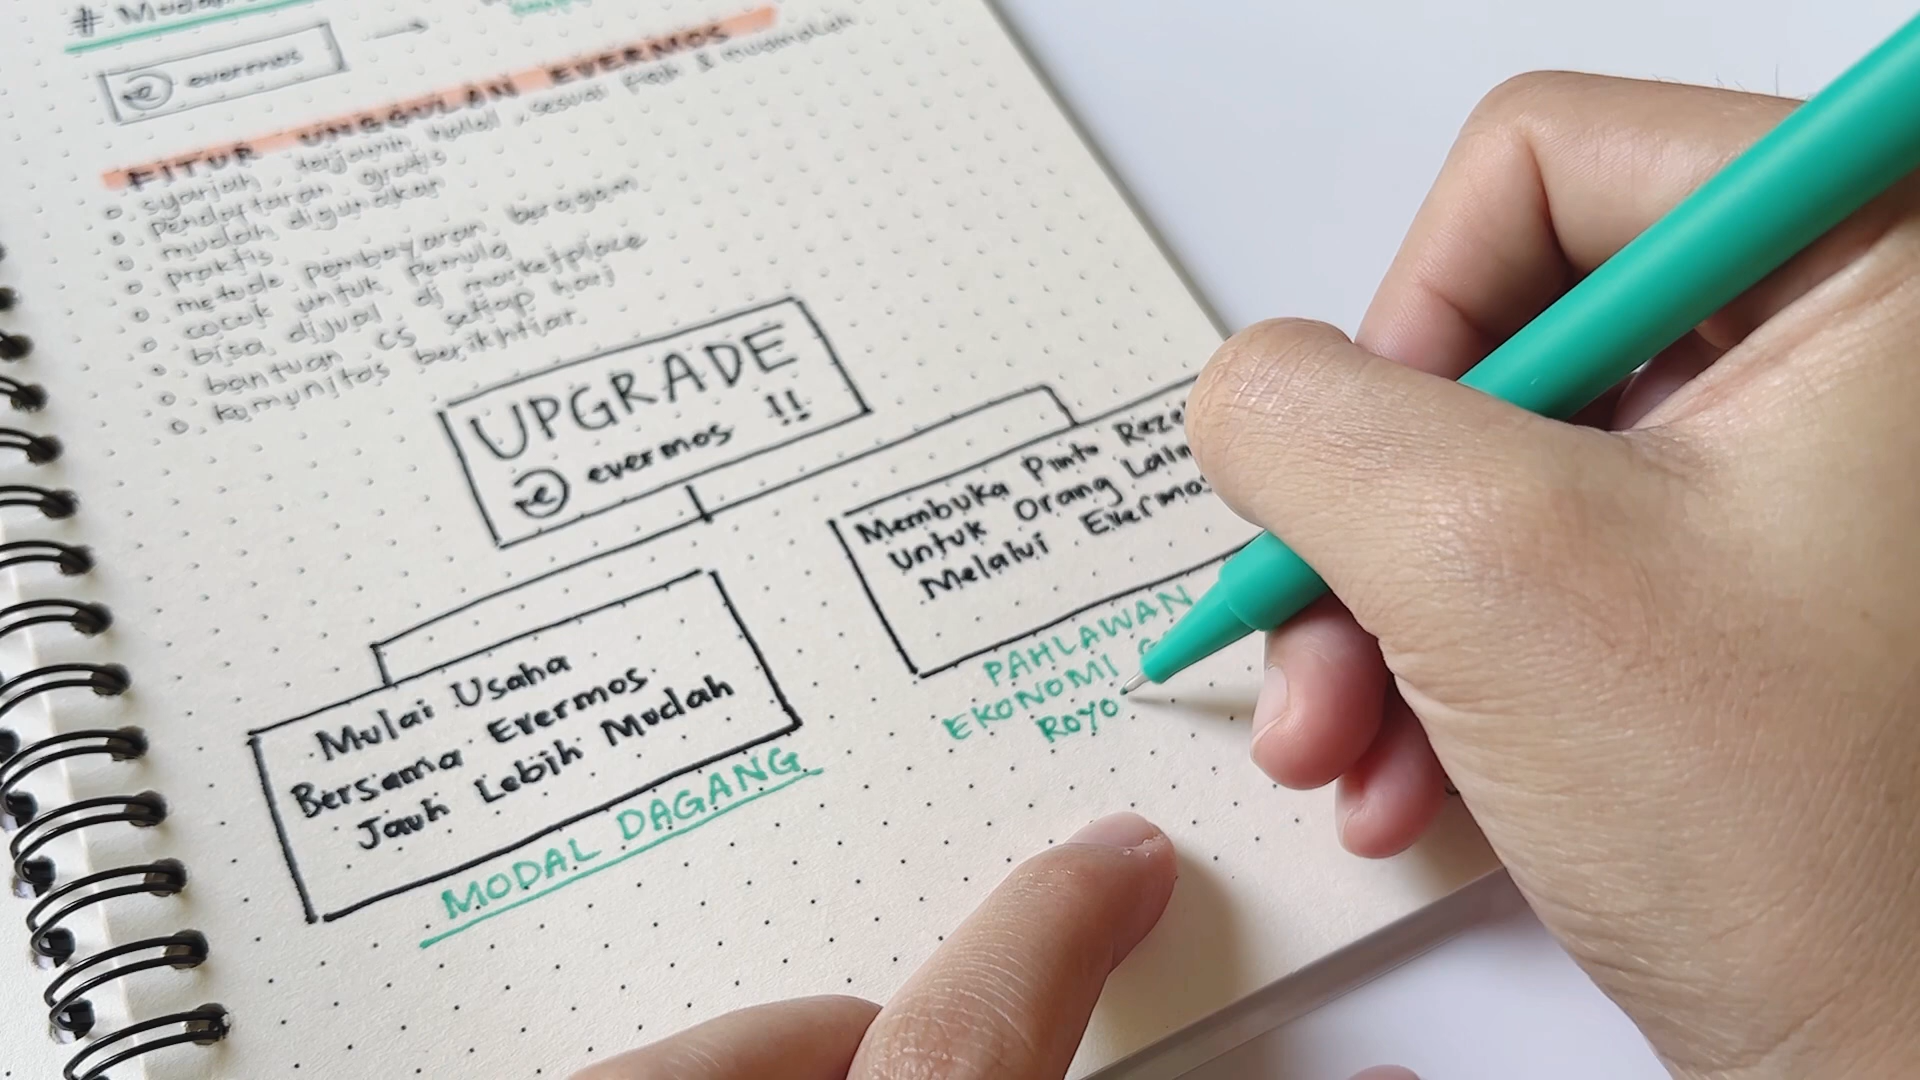 evermos
FITUR UNGGULAN EVERMOS
syariah, terjamin halal, sesuai fiqih & muamalah
pendaftaran gratis
mudah digunakan
praktis
metode pembayaran beragam
cocok untuk pemula
bisa dijual di marketplace
bantuan CS setiap hari
komunitas berikhtiar
UPGRADE
evermos !!
Mulai Usaha
Bersama Evermos
Jauh Lebih Mudah
MODAL DAGANG
Membuka Pintu
Untuk Orang Lain
Melalui Evermos
PAHLAWAN
EKONOMI
ROYO